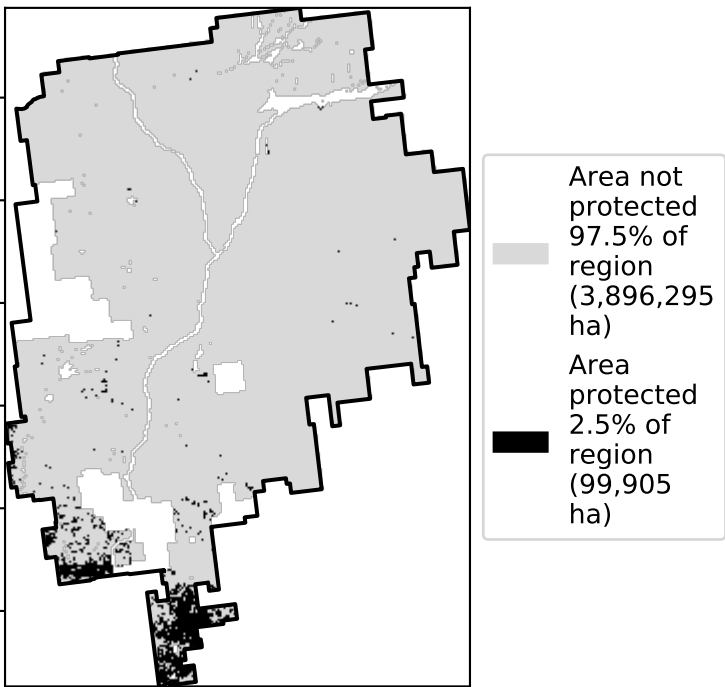 Area not
protected
97.5% of
region
(3,896,295
ha)
Area
protected
2.5% of
region
(99,905
ha)